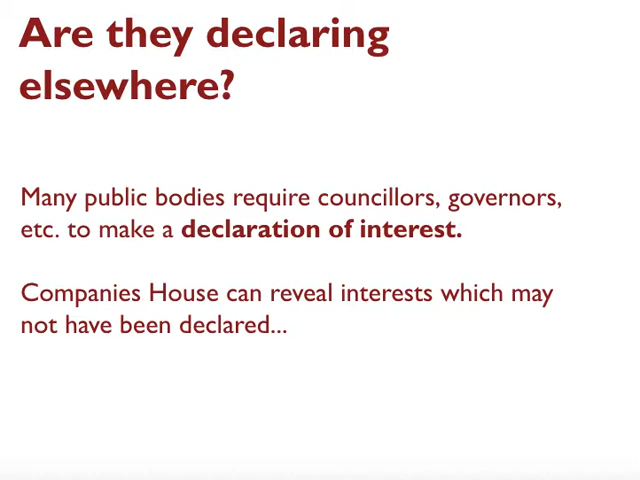 Are they declaring
elsewhere?
Many public bodies require councillors, governors,
etc. to make a declaration of interest.
Companies House can reveal interests which may
not have been declared...